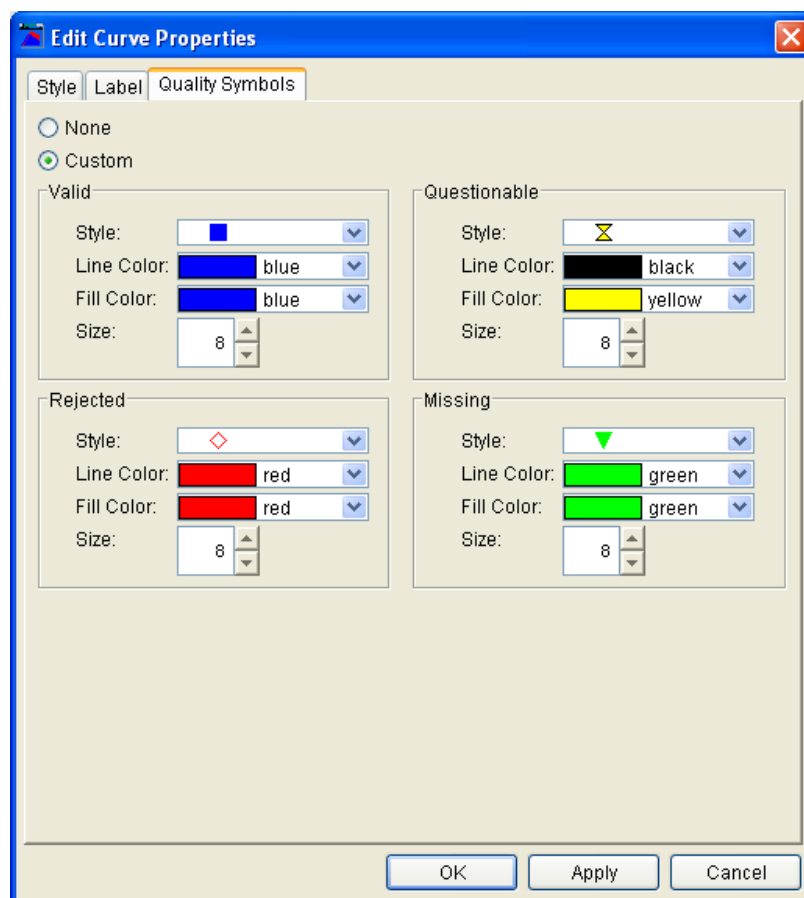 Edit Curve Properties
Style Label Quality Symbols
None
Custom
Valid
Style:
Line Color: blue
Fill Color: blue
Size: 8
Questionable
Style:
Line Color: black
Fill Color: yellow
Size: 8
Rejected
Style:
Line Color: red
Fill Color: red
Size: 8
Missing
Style:
Line Color: green
Fill Color: green
Size: 8
OK Apply Cancel